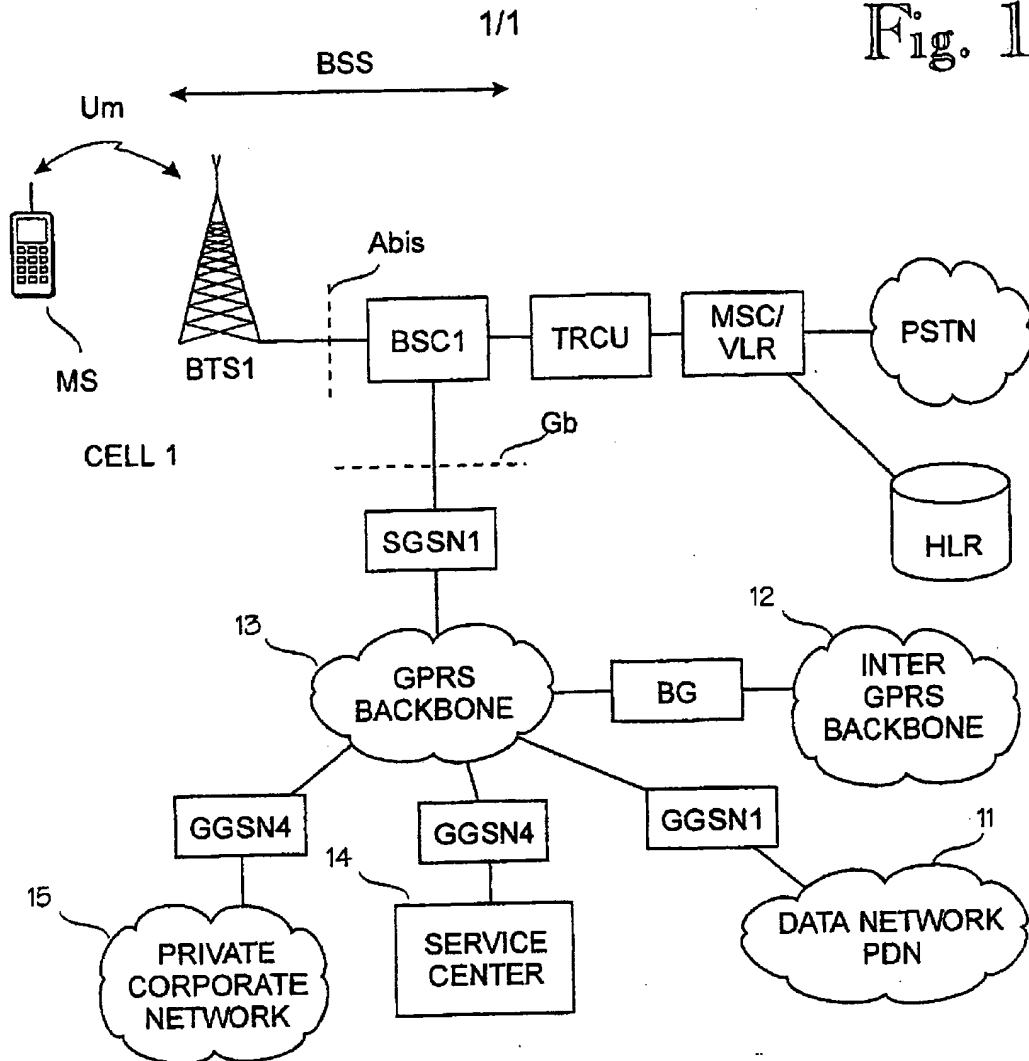 1/1
Fig. 1
BSS
Um
Abis
BSC1
TRCU
MSC/
VLR
PSTN
MS
BTS1
CELL 1
Gb
HLR
SGSN1
13
GPRS
BACKBONE
BG
12
INTER
GPRS
BACKBONE
GGSN4
GGSN4
GGSN1
11
14
15
PRIVATE
CORPORATE
NETWORK
SERVICE
CENTER
DATA NETWORK
PDN